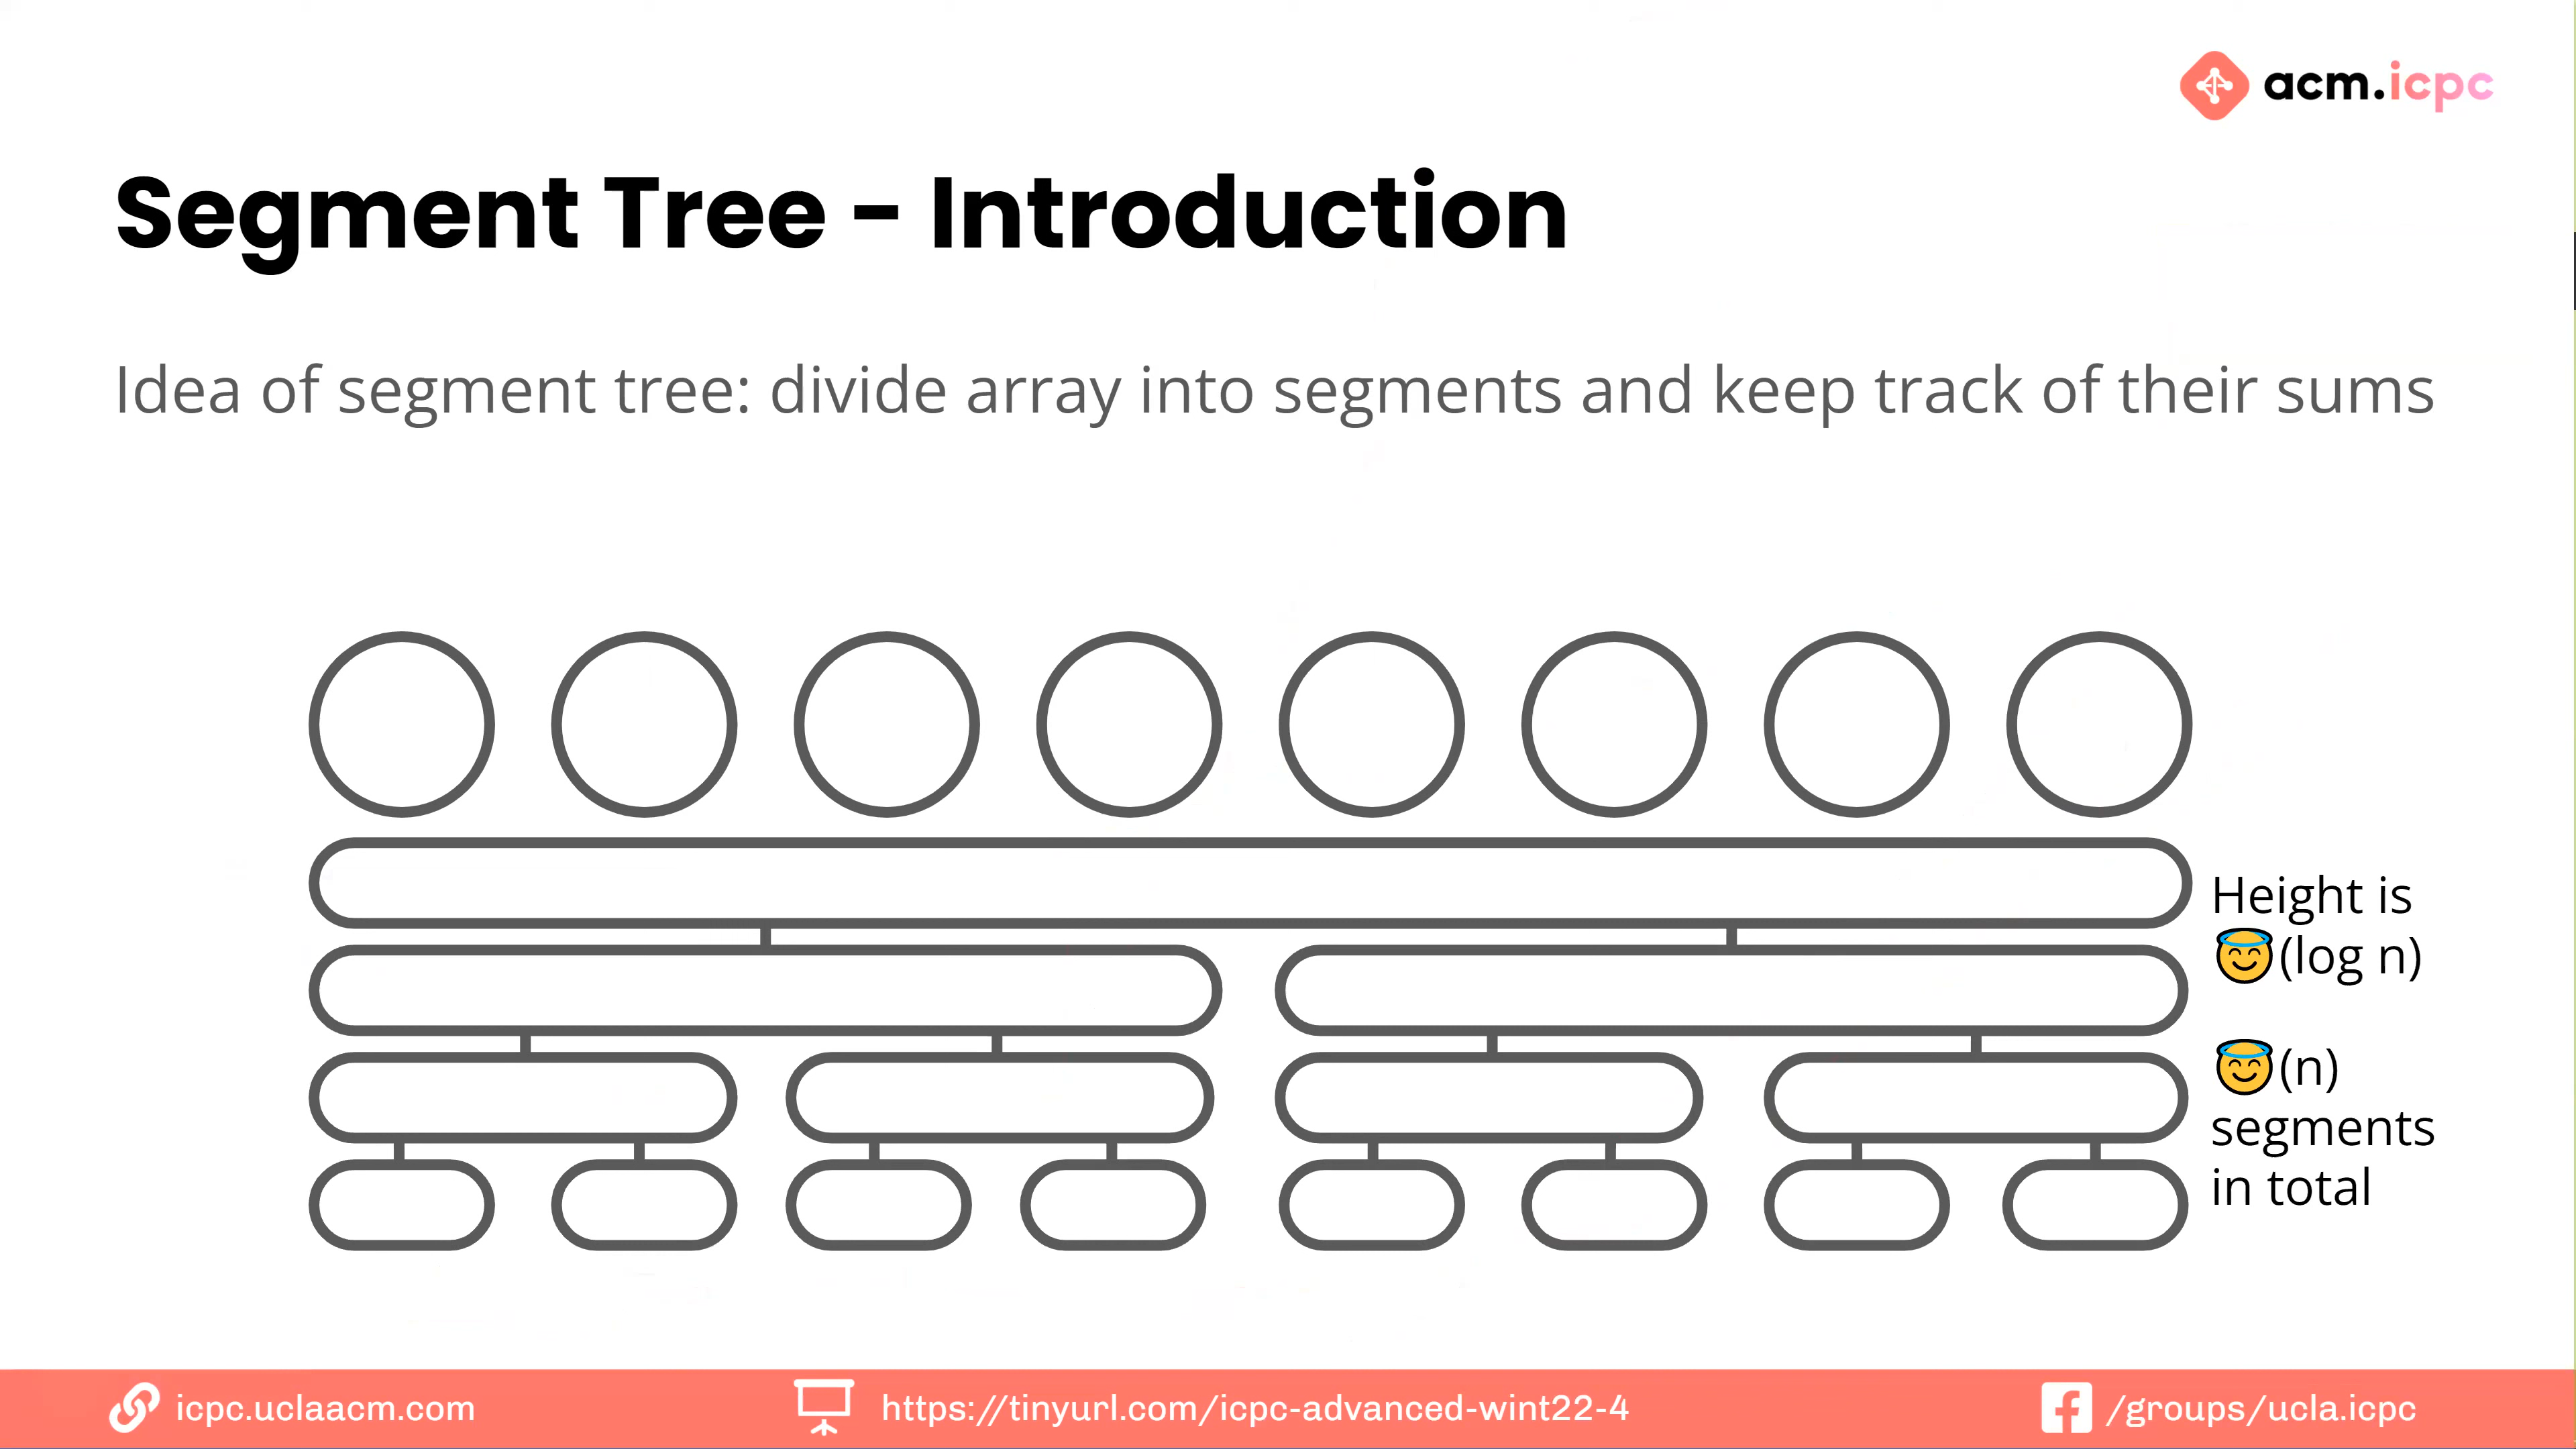 acm.icpc
Segment Tree - Introduction
Idea of segment tree: divide array into segments and keep track of their sums
Height is
😇(log n)
😇(n)
segments
in total
icpc.uclaacm.com
https://tinyurl.com/icpc-advanced-wint22-4
/groups/ucla.icpc